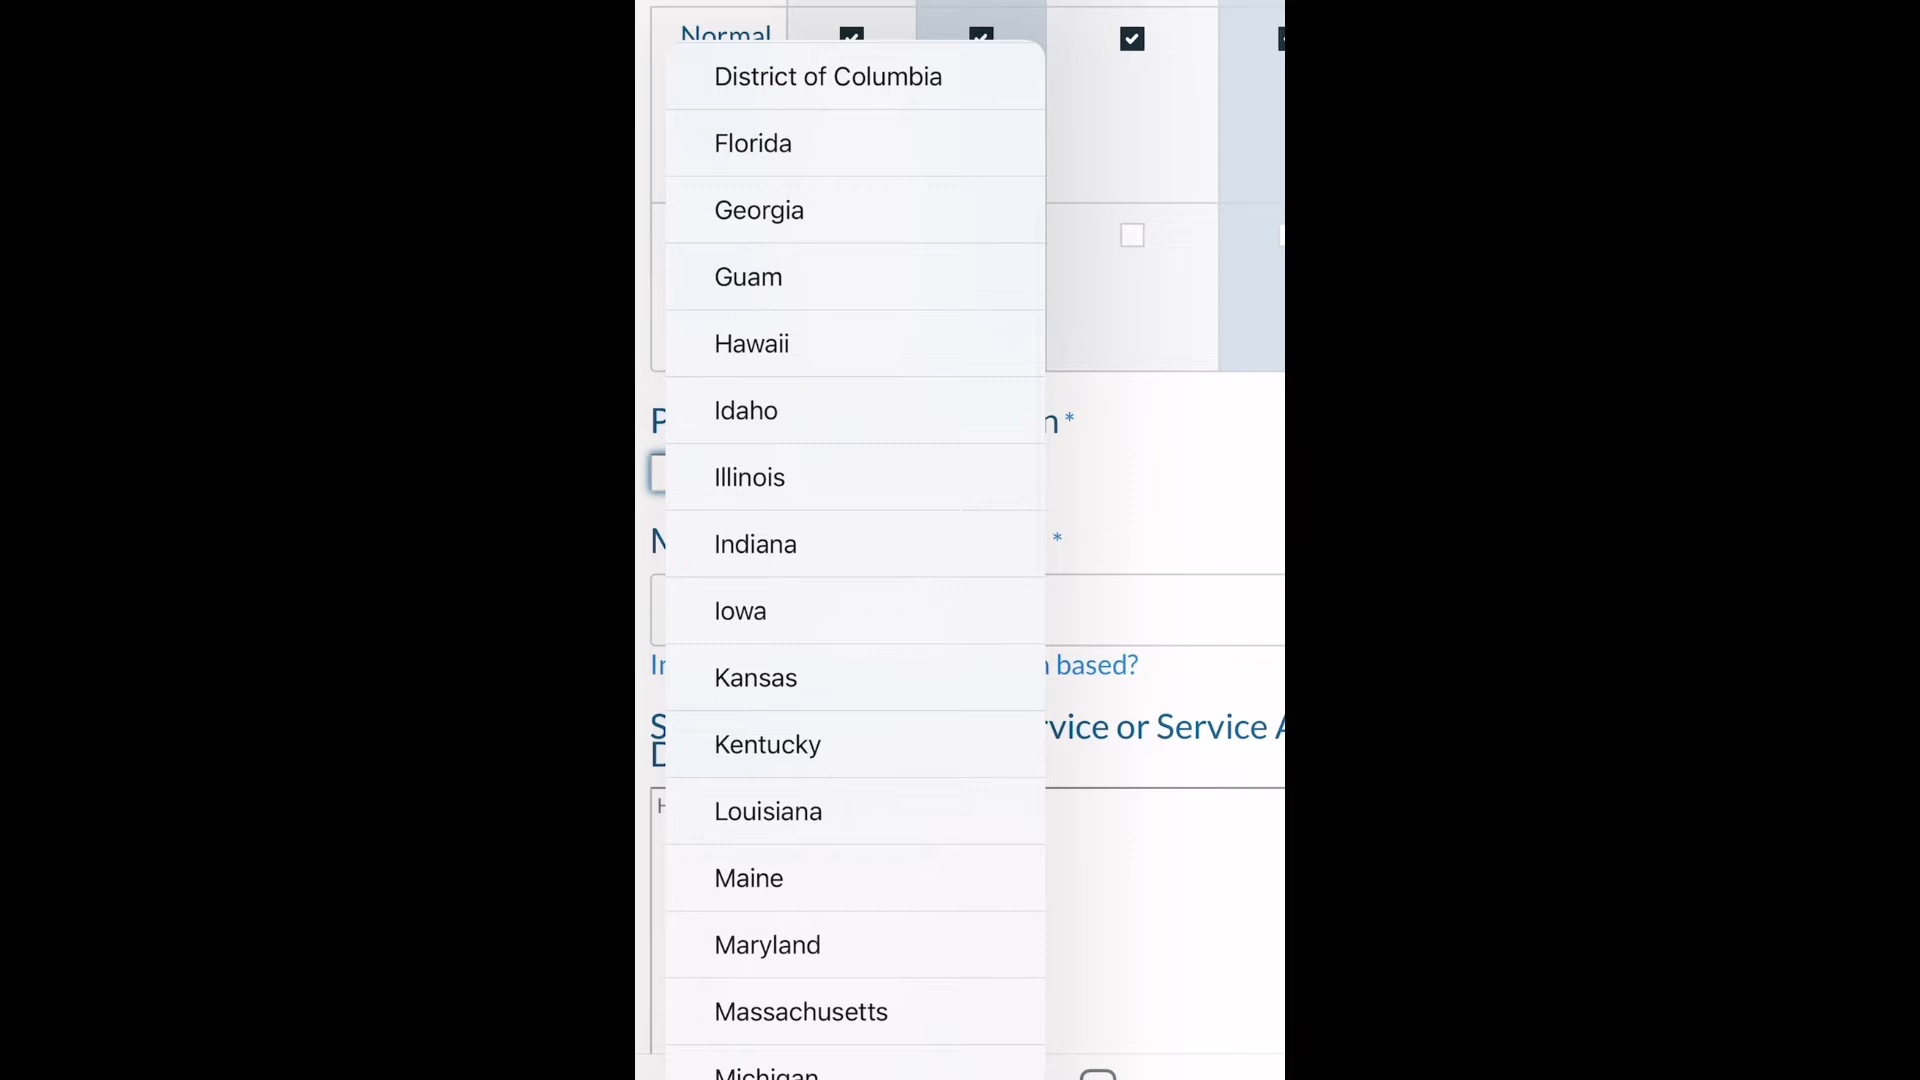 Normal
District of Columbia
Florida
Georgia
Guam
Hawaii
Idaho
n *
Illinois
Indiana
*
Iowa
Kansas
based?
Kentucky
vice or Service
Louisiana
Maine
Maryland
Massachusetts
Michigan